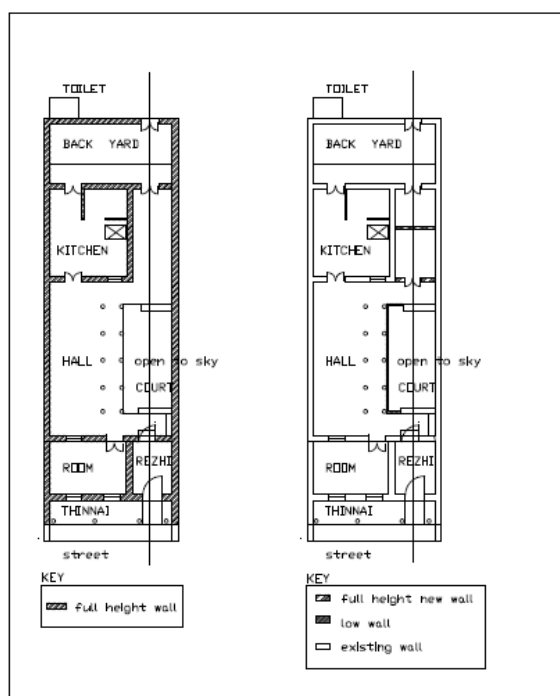 TOILET
BACK YARD
KITCHEN
HALL
open to sky
COURT
ROOM
REZHI
THINNAI
street
KEY
full height wall
TOILET
BACK YARD
KITCHEN
HALL
open to sky
COURT
ROOM
REZHI
THINNAI
street
KEY
full height new wall
low wall
existing wall